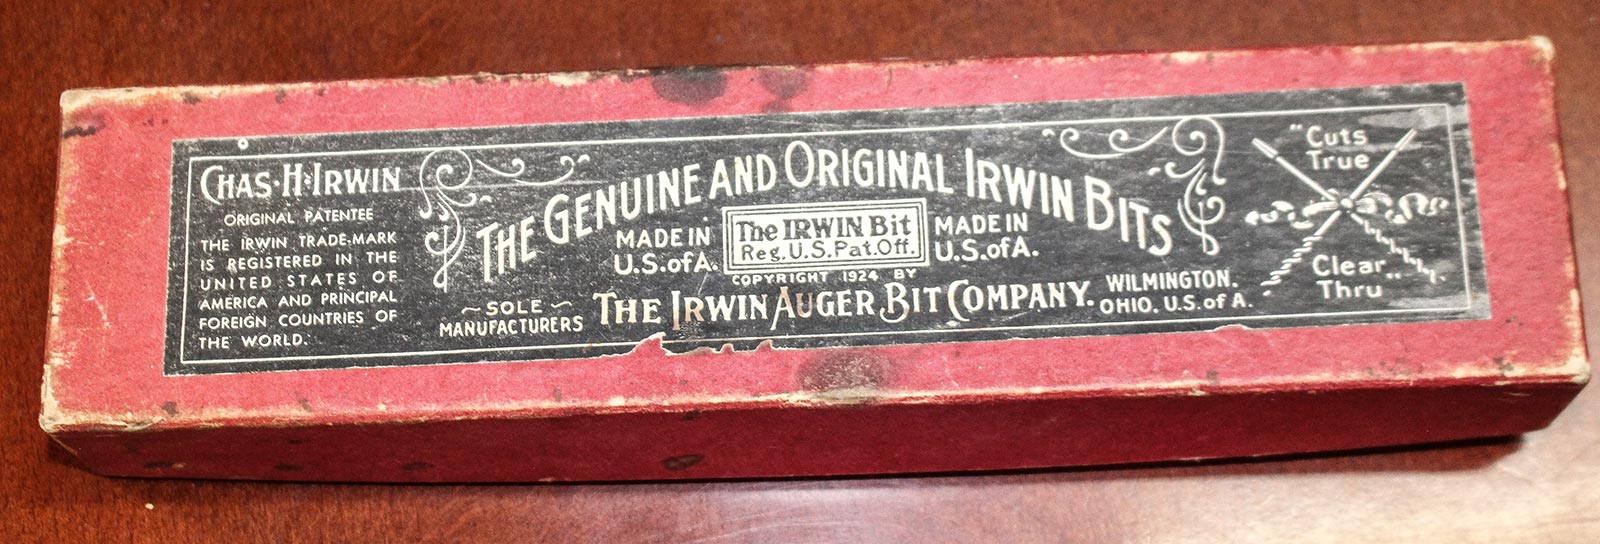 CHAS·H·IRWIN
ORIGINAL PATENTEE
THE IRWIN TRADE-MARK
IS REGISTERED IN THE
UNITED STATES OF
AMERICA AND PRINCIPAL
FOREIGN COUNTRIES OF
THE WORLD.
THE GENUINE AND ORIGINAL IRWIN BITS
MADE IN
U.S.of A.
The IRWIN Bit
Reg. U.S. Pat. Off.
MADE IN
U.S. of A.
COPYRIGHT 1924 BY
~SOLE~
MANUFACTURERS
THE IRWIN AUGER BIT COMPANY.
WILMINGTON.
OHIO. U.S. of A.
"Cuts
True
Clear
Thru"